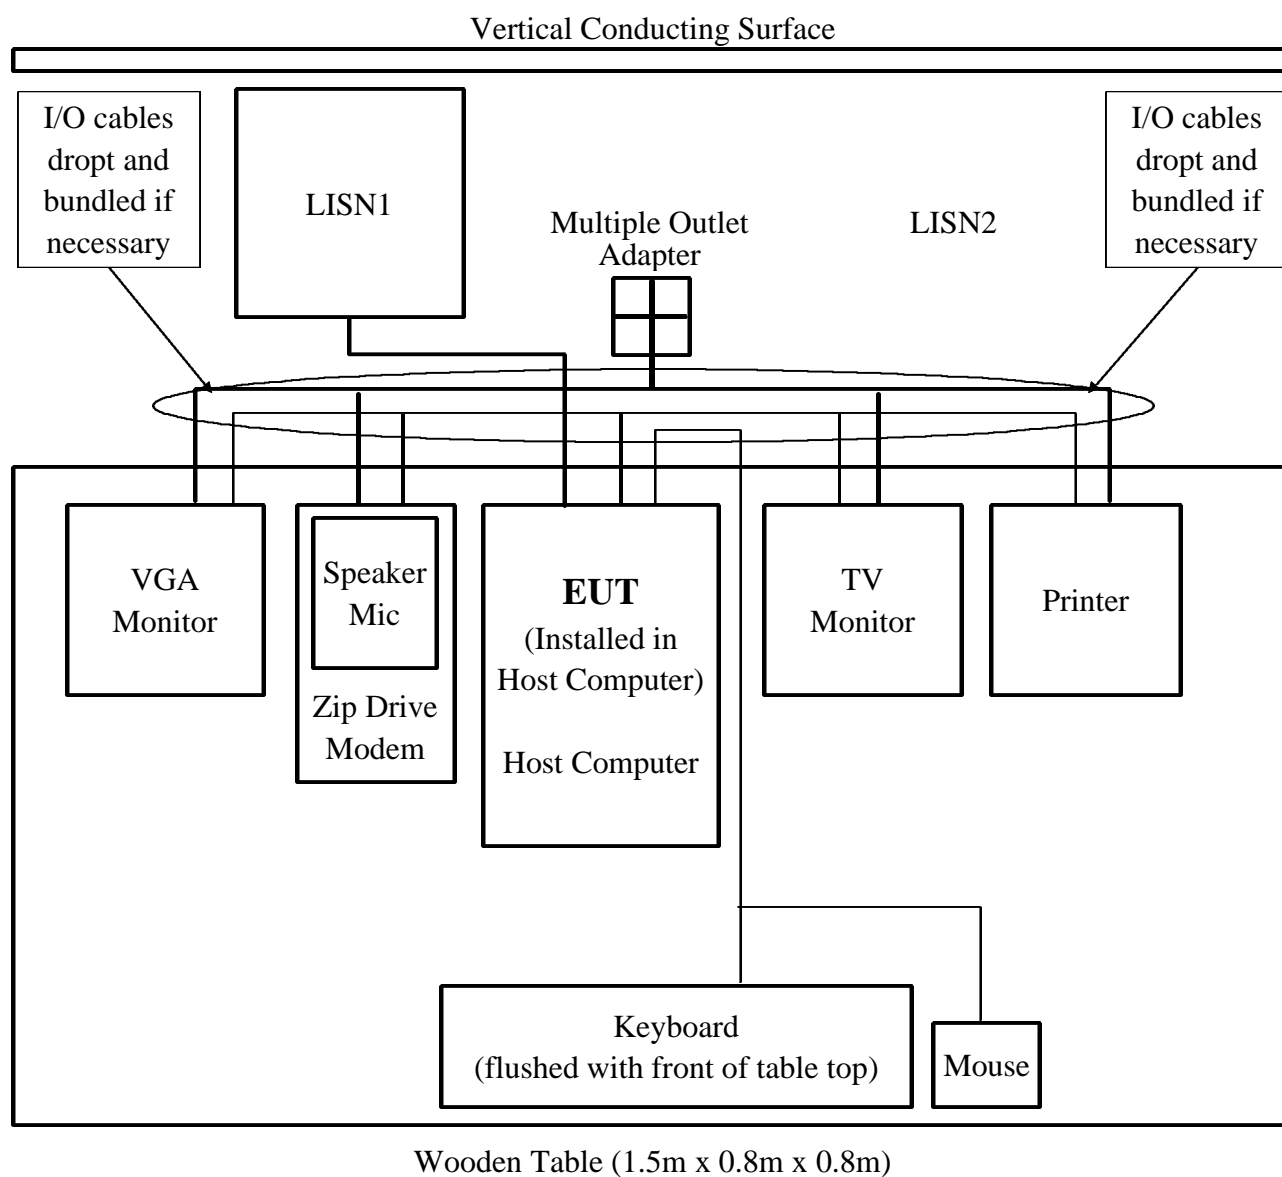 Vertical Conducting Surface
I/O cables
dropt and
bundled if
necessary
LISN1
Multiple Outlet
Adapter
LISN2
I/O cables
dropt and
bundled if
necessary
VGA
Monitor
Speaker
Mic
Zip Drive
Modem
EUT
(Installed in
Host Computer)
Host Computer
TV
Monitor
Printer
Keyboard
(flushed with front of table top)
Mouse
Wooden Table (1.5m x 0.8m x 0.8m)